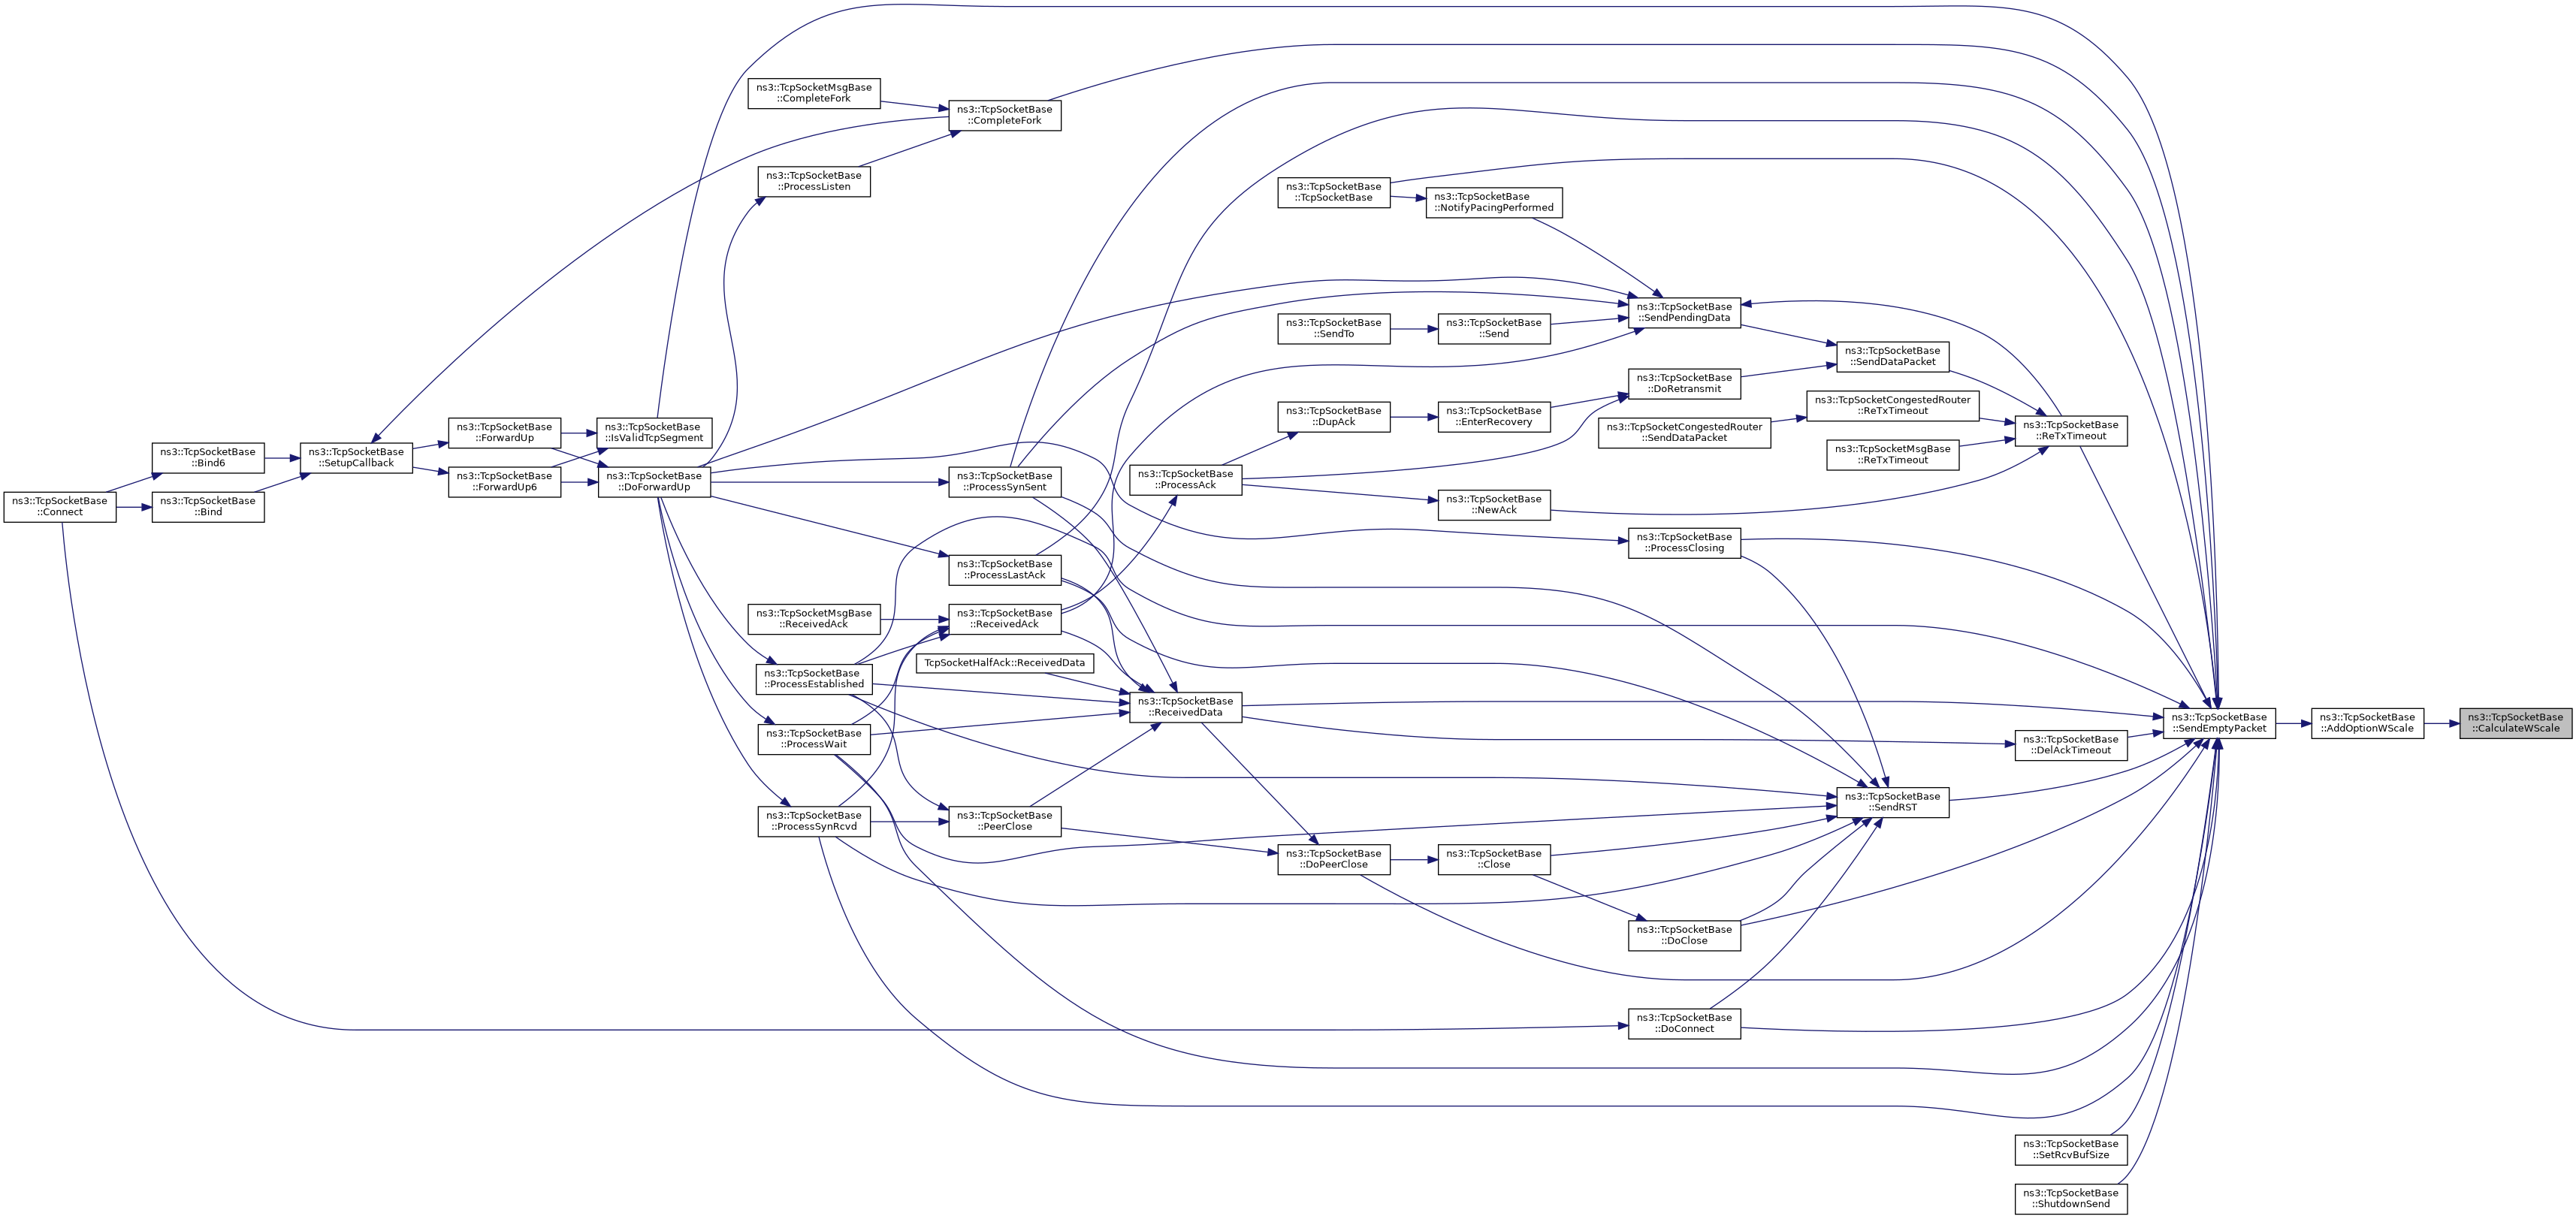 ns3::TcpSocketMsgBase
::CompleteFork
ns3::TcpSocketBase
::CompleteFork
ns3::TcpSocketBase
::ProcessListen
ns3::TcpSocketBase
::TcpSocketBase
ns3::TcpSocketBase
::NotifyPacingPerformed
ns3::TcpSocketBase
::SendPendingData
ns3::TcpSocketBase
::SendTo
ns3::TcpSocketBase
::Send
ns3::TcpSocketBase
::SendDataPacket
ns3::TcpSocketBase
::DoRetransmit
ns3::TcpSocketCongestedRouter
::ReTxTimeout
ns3::TcpSocketBase
::DupAck
ns3::TcpSocketBase
::EnterRecovery
ns3::TcpSocketCongestedRouter
::SendDataPacket
ns3::TcpSocketBase
::ReTxTimeout
ns3::TcpSocketMsgBase
::ReTxTimeout
ns3::TcpSocketBase
::ForwardUp
ns3::TcpSocketBase
::IsValidTcpSegment
ns3::TcpSocketBase
::Bind6
ns3::TcpSocketBase
::SetupCallback
ns3::TcpSocketBase
::ForwardUp6
ns3::TcpSocketBase
::DoForwardUp
ns3::TcpSocketBase
::ProcessSynSent
ns3::TcpSocketBase
::ProcessAck
ns3::TcpSocketBase
::Connect
ns3::TcpSocketBase
::Bind
ns3::TcpSocketBase
::NewAck
ns3::TcpSocketBase
::ProcessClosing
ns3::TcpSocketBase
::ProcessLastAck
ns3::TcpSocketMsgBase
::ReceivedAck
ns3::TcpSocketBase
::ReceivedAck
TcpSocketHalfAck::ReceivedData
ns3::TcpSocketBase
::ProcessEstablished
ns3::TcpSocketBase
::ReceivedData
ns3::TcpSocketBase
::SendEmptyPacket
ns3::TcpSocketBase
::AddOptionWScale
ns3::TcpSocketBase
::CalculateWScale
ns3::TcpSocketBase
::ProcessWait
ns3::TcpSocketBase
::DelAckTimeout
ns3::TcpSocketBase
::SendRST
ns3::TcpSocketBase
::ProcessSynRcvd
ns3::TcpSocketBase
::PeerClose
ns3::TcpSocketBase
::DoPeerClose
ns3::TcpSocketBase
::Close
ns3::TcpSocketBase
::DoClose
ns3::TcpSocketBase
::DoConnect
ns3::TcpSocketBase
::SetRcvBufSize
ns3::TcpSocketBase
::ShutdownSend